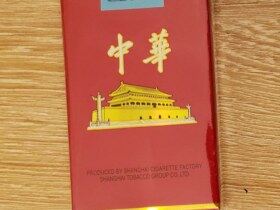 中華
PRODUCED BY SHANGHAI CIGARETTE FACTORY
SHANGHAI TOBACCO GROUP CO.,LTD.